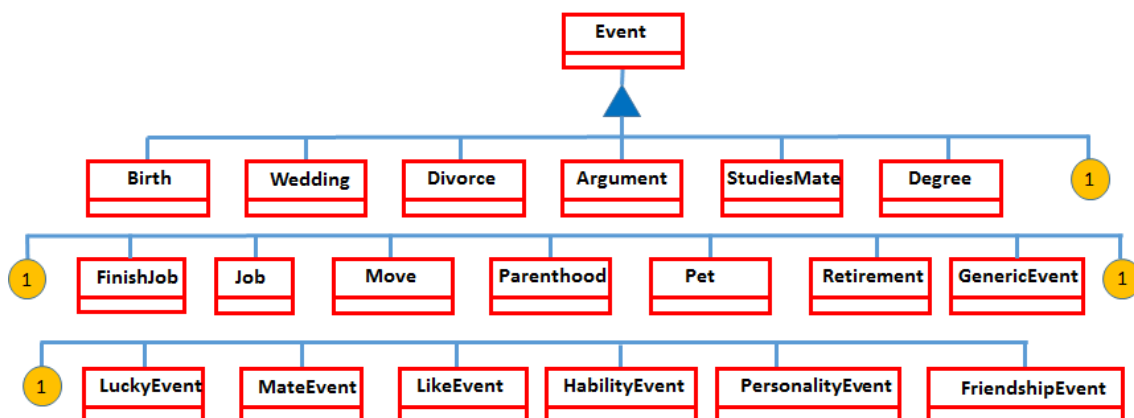 Event
Birth Wedding Divorce Argument StudiesMate Degree 1
1 FinishJob Job Move Parenthood Pet Retirement GenericEvent 1
1 LuckyEvent MateEvent LikeEvent HabilityEvent PersonalityEvent FriendshipEvent